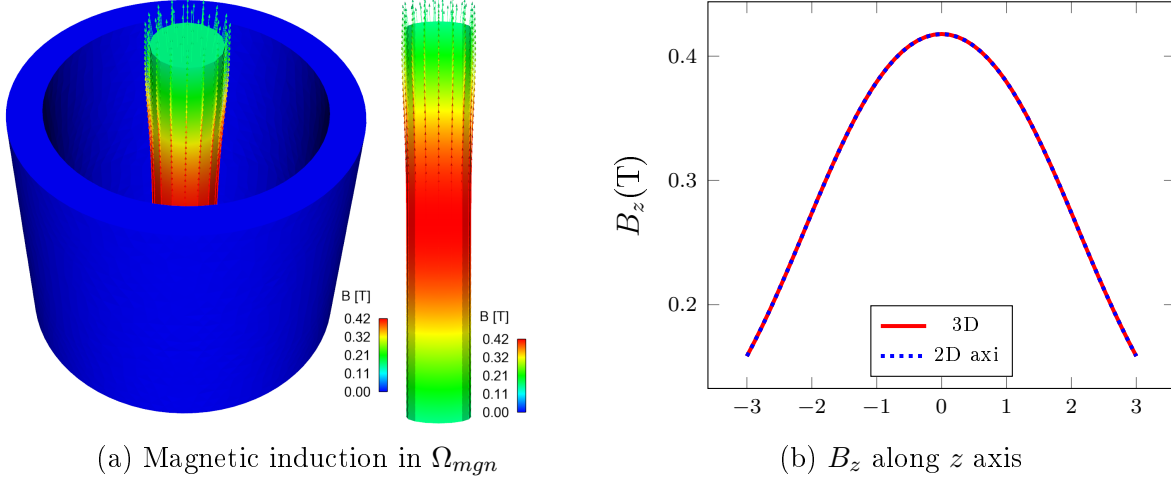 B [T]
0.42
0.32
0.21
0.11
0.00
B [T]
0.42
0.32
0.21
0.11
0.00
(a) Magnetic induction in Ω_{mgn}
B_z(T)
0.4
0.3
0.2
3D
2D axi
−3 −2 −1 0 1 2 3
(b) B_z along z axis